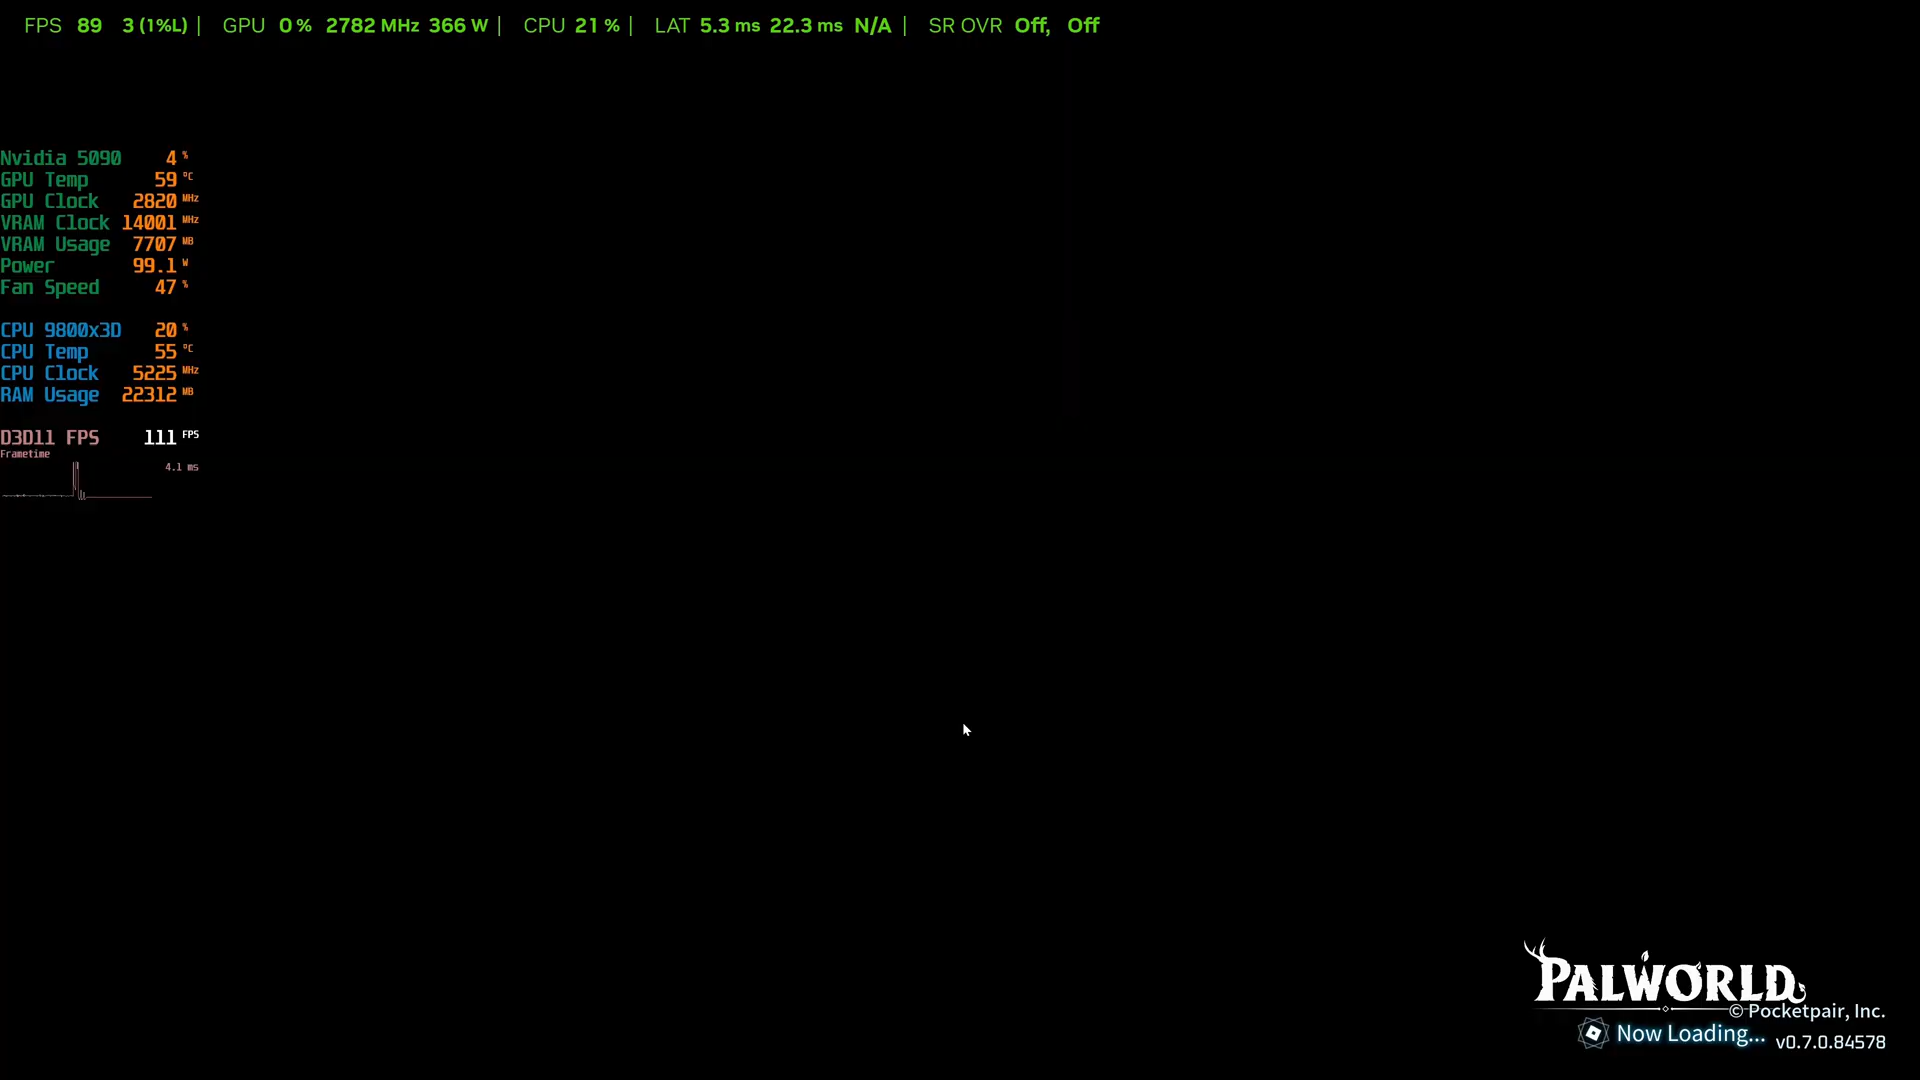 FPS 89 3 (1%L) | GPU 0 % 2782 MHz 366 W | CPU 21 % | LAT 5.3 ms 22.3 ms N/A | SR OVR Off, Off
Nvidia 5090 4 %
GPU Temp 59 °C
GPU Clock 2820 MHz
VRAM Clock 14001 MHz
VRAM Usage 7707 MB
Power 99.1 W
Fan Speed 47 %
CPU 9800x3D 20 %
CPU Temp 55 °C
CPU Clock 5225 MHz
RAM Usage 22312 MB
D3D11 FPS 111 FPS
Frametime
4.1 ms
PALWORLD
© Pocketpair, Inc.
Now Loading...
v0.7.0.84578